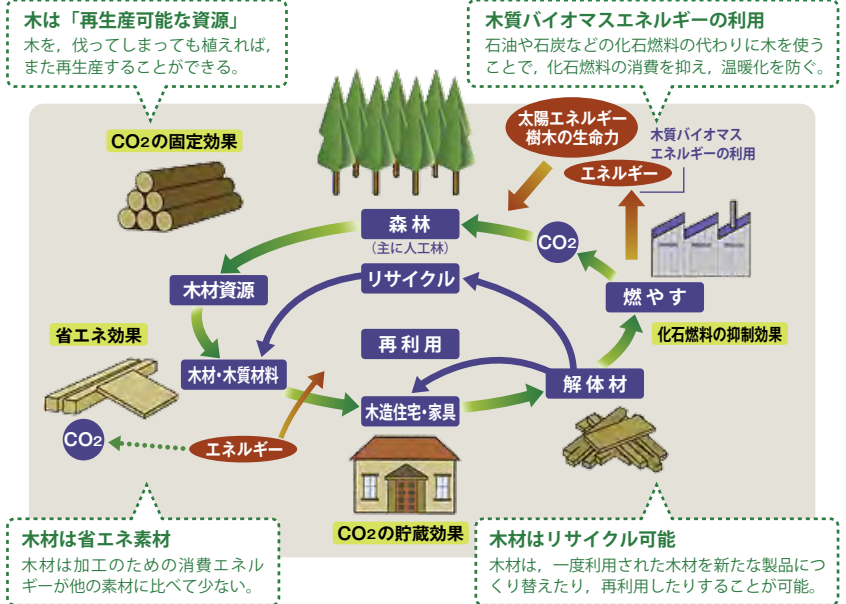 木は「再生産可能な資源」
木を，伐ってしまっても植えれば，
また再生産することができる。
木質バイオマスエネルギーの利用
石油や石炭などの化石燃料の代わりに木を使う
ことで，化石燃料の消費を抑え，温暖化を防ぐ。
CO2の固定効果
太陽エネルギー
樹木の生命力
木質バイオマス
エネルギーの利用
エネルギー
森林
(主に人工林)
CO2
木材資源
リサイクル
燃やす
省エネ効果
再利用
化石燃料の抑制効果
木材・木質材料
解体材
木造住宅・家具
CO2
エネルギー
CO2の貯蔵効果
木材は省エネ素材
木材は加工のための消費エネル
ギーが他の素材に比べて少ない。
木材はリサイクル可能
木材は，一度利用された木材を新たな製品につ
くり替えたり，再利用したりすることが可能。